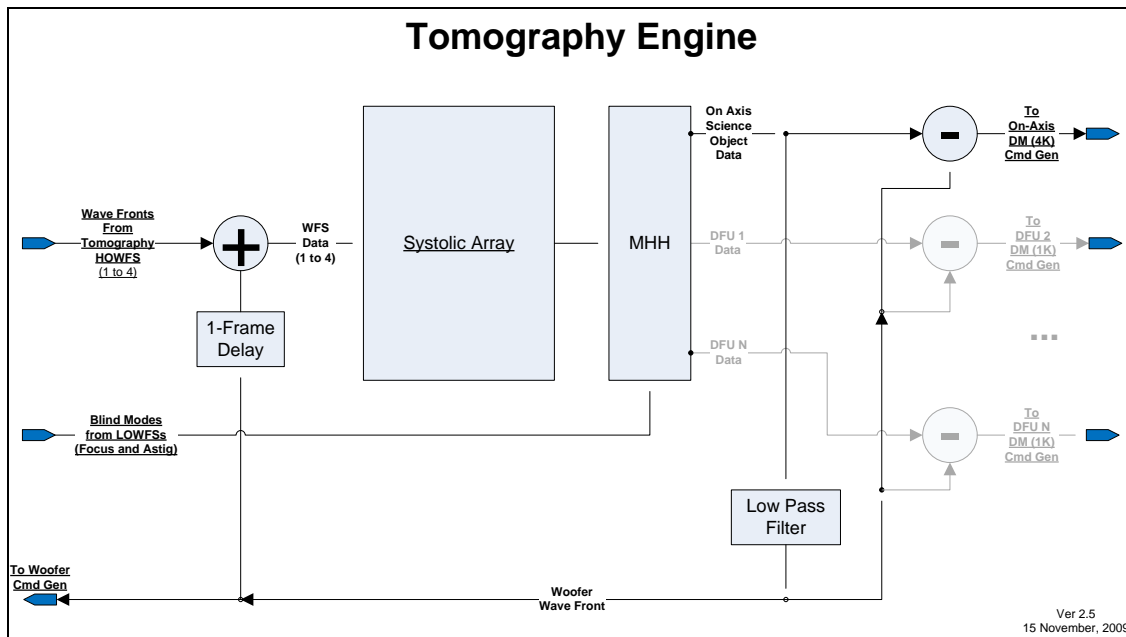 Tomography Engine
On Axis
Science
Object
Data
To
On-Axis
DM (4K)
Cmd Gen
Wave Fronts
From
Tomography
HOWFS
(1 to 4)
+
WFS
Data
(1 to 4)
Systolic Array
MHH
DFU 1
Data
-
To
DFU 2
DM (1K)
Cmd Gen
1-Frame
Delay
...
DFU N
Data
-
To
DFU N
DM (1K)
Cmd Gen
Blind Modes
from LOWFSs
(Focus and Astig)
-
Low Pass
Filter
To Woofer
Cmd Gen
Woofer
Wave Front
Ver 2.5
15 November, 2009